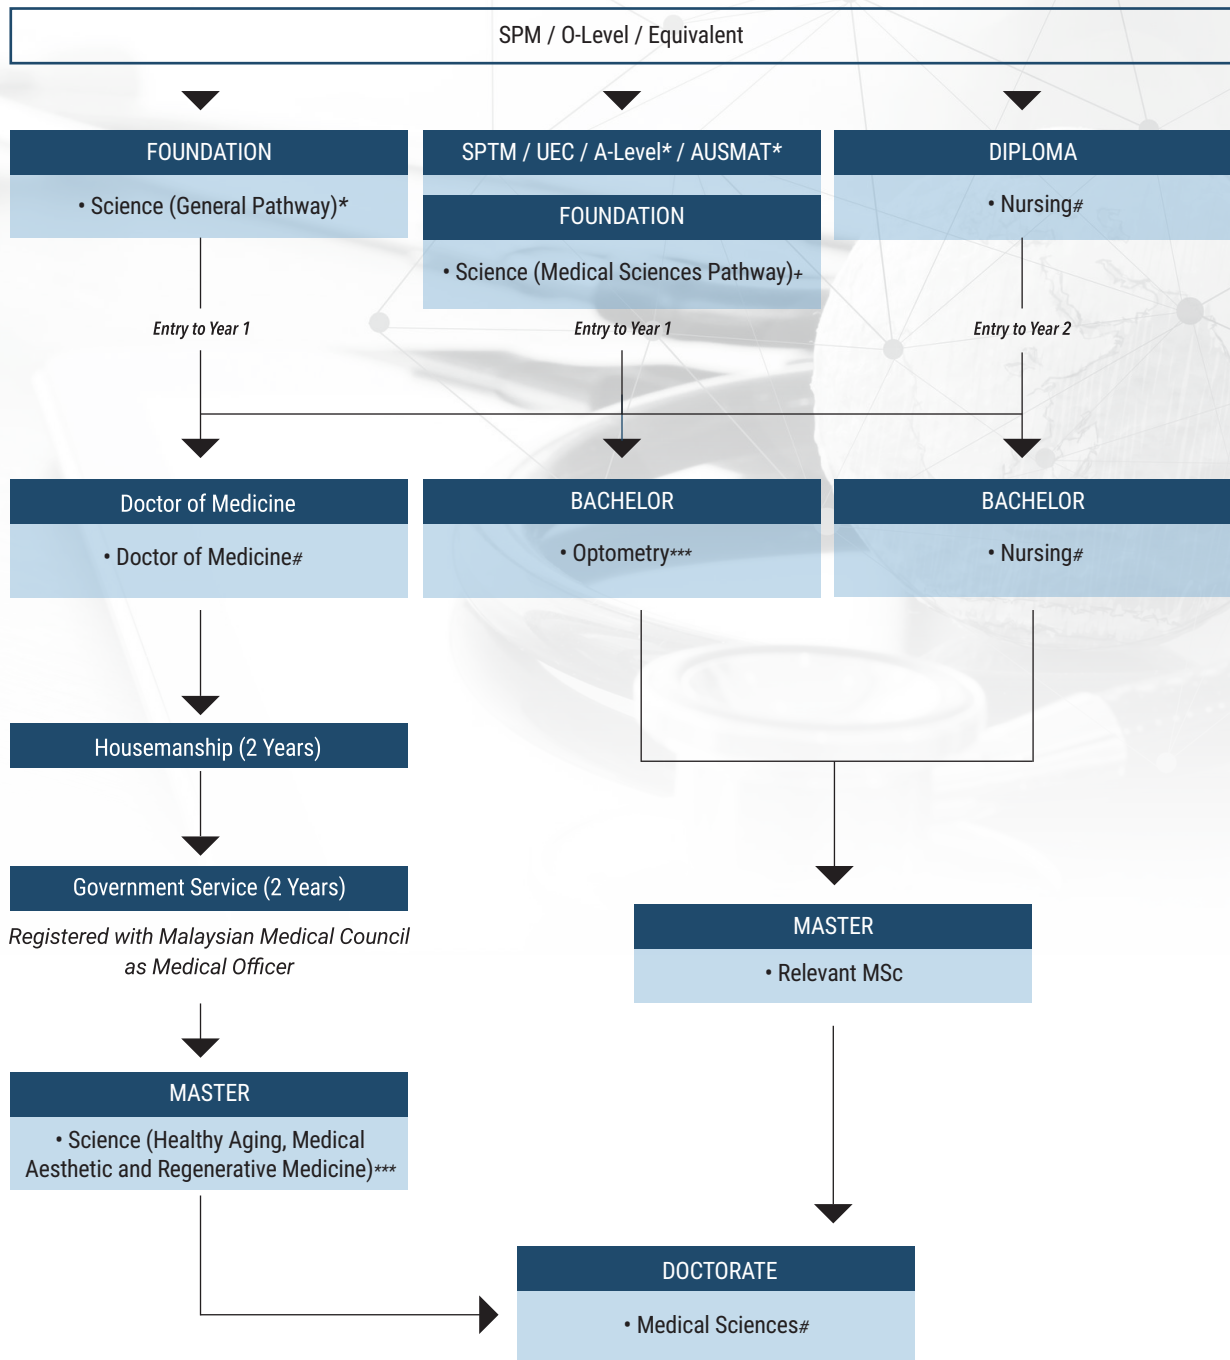 SPM / O-Level / Equivalent
FOUNDATION
• Science (General Pathway)*
SPTM / UEC / A-Level* / AUSMAT*
FOUNDATION
• Science (Medical Sciences Pathway)+
DIPLOMA
• Nursing#
Entry to Year 1
Entry to Year 1
Entry to Year 2
Doctor of Medicine
• Doctor of Medicine#
BACHELOR
• Optometry***
BACHELOR
• Nursing#
Housemanship (2 Years)
Government Service (2 Years)
Registered with Malaysian Medical Council
as Medical Officer
MASTER
• Relevant MSc
MASTER
• Science (Healthy Aging, Medical
Aesthetic and Regenerative Medicine)***
DOCTORATE
• Medical Sciences#